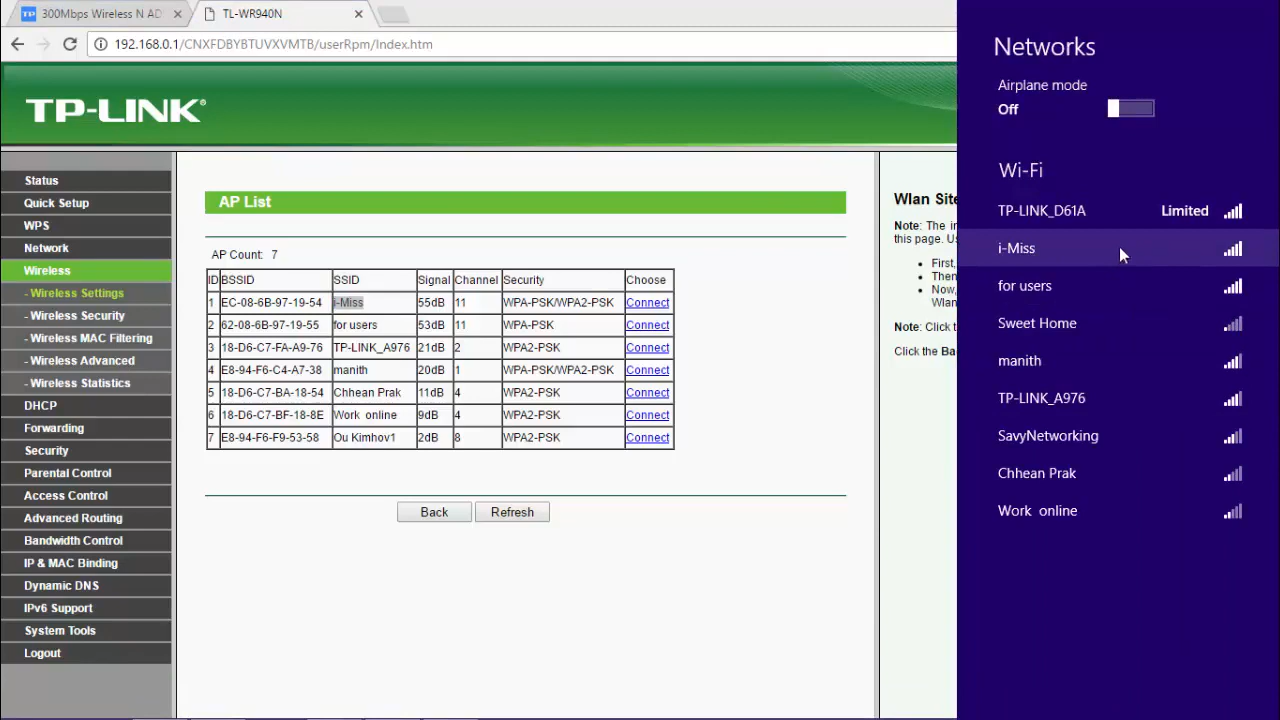 300Mbps Wireless N AD
TL-WR940N
192.168.0.1/CNXFDBYBTUVXVMTB/userRpm/Index.htm
TP-LINK®
Status
Quick Setup
WPS
Network
Wireless
- Wireless Settings
- Wireless Security
- Wireless MAC Filtering
- Wireless Advanced
- Wireless Statistics
DHCP
Forwarding
Security
Parental Control
Access Control
Advanced Routing
Bandwidth Control
IP & MAC Binding
Dynamic DNS
IPv6 Support
System Tools
Logout
AP List
AP Count: 7
ID BSSID SSID Signal Channel Security Choose
1 EC-08-6B-97-19-54 i-Miss 55dB 11 WPA-PSK/WPA2-PSK Connect
2 62-08-6B-97-19-55 for users 53dB 11 WPA-PSK Connect
3 18-D6-C7-FA-A9-76 TP-LINK_A976 21dB 2 WPA2-PSK Connect
4 E8-94-F6-C4-A7-38 manith 20dB 1 WPA-PSK/WPA2-PSK Connect
5 18-D6-C7-BA-18-54 Chhean Prak 11dB 4 WPA2-PSK Connect
6 18-D6-C7-BF-18-8E Work online 9dB 4 WPA2-PSK Connect
7 E8-94-F6-F9-53-58 Ou Kimhov1 2dB 8 WPA2-PSK Connect
Back Refresh
Wlan Site
Note: The in
this page. Us
First,
Then
Now,
Wlan
Note: Click t
Click the Ba
Networks
Airplane mode
Off
Wi-Fi
TP-LINK_D61A Limited
i-Miss
for users
Sweet Home
manith
TP-LINK_A976
SavyNetworking
Chhean Prak
Work online